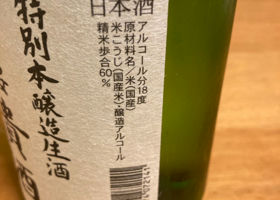 日本酒
アルコール分18度
原材料名／米（国産）
米こうじ（国産米）・醸造アルコール
精米歩合60%
特別本醸造生酒
貴酒